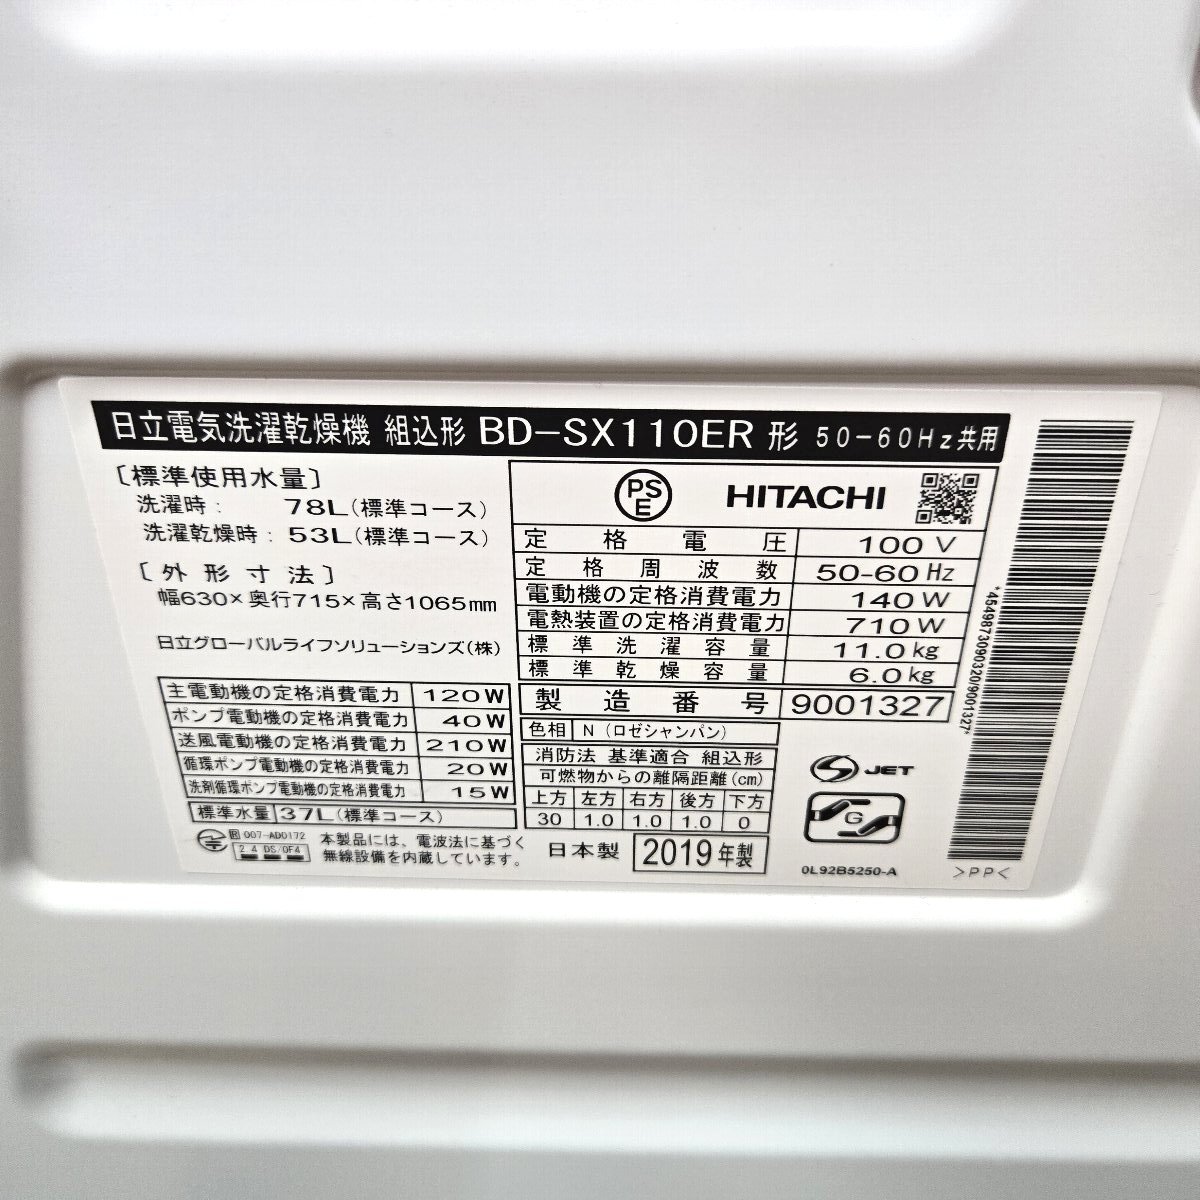 日立電気洗濯乾燥機 組込形 BD-SX110ER 形 50-60Hz共用
〔標準使用水量〕
洗濯時: 78L(標準コース)
洗濯乾燥時: 53L(標準コース)
〔外形寸法〕
幅630×奥行715×高さ1065mm
日立グローバルライフソリューションズ(株)
主電動機の定格消費電力 120W
ポンプ電動機の定格消費電力 40W
送風電動機の定格消費電力 210W
循環ポンプ電動機の定格消費電力 20W
洗剤循環ポンプ電動機の定格消費電力 15W
標準水量 37L(標準コース)
R 007-AD0172
2.4 DS/OF4
本製品には、電波法に基づく
無線設備を内蔵しています。
PS
E
HITACHI
定格電圧 100V
定格周波数 50-60Hz
電動機の定格消費電力 140W
電熱装置の定格消費電力 710W
標準洗濯容量 11.0kg
標準乾燥容量 6.0kg
製造番号 9001327
色相 N(ロゼシャンパン)
消防法 基準適合 組込形
可燃物からの離隔距離(cm)
上方 左方 右方 後方 下方
30 1.0 1.0 1.0 0
日本製 2019年製
S JET
G
0L92B5250-A
>PP<
*4549873090320/9001327*